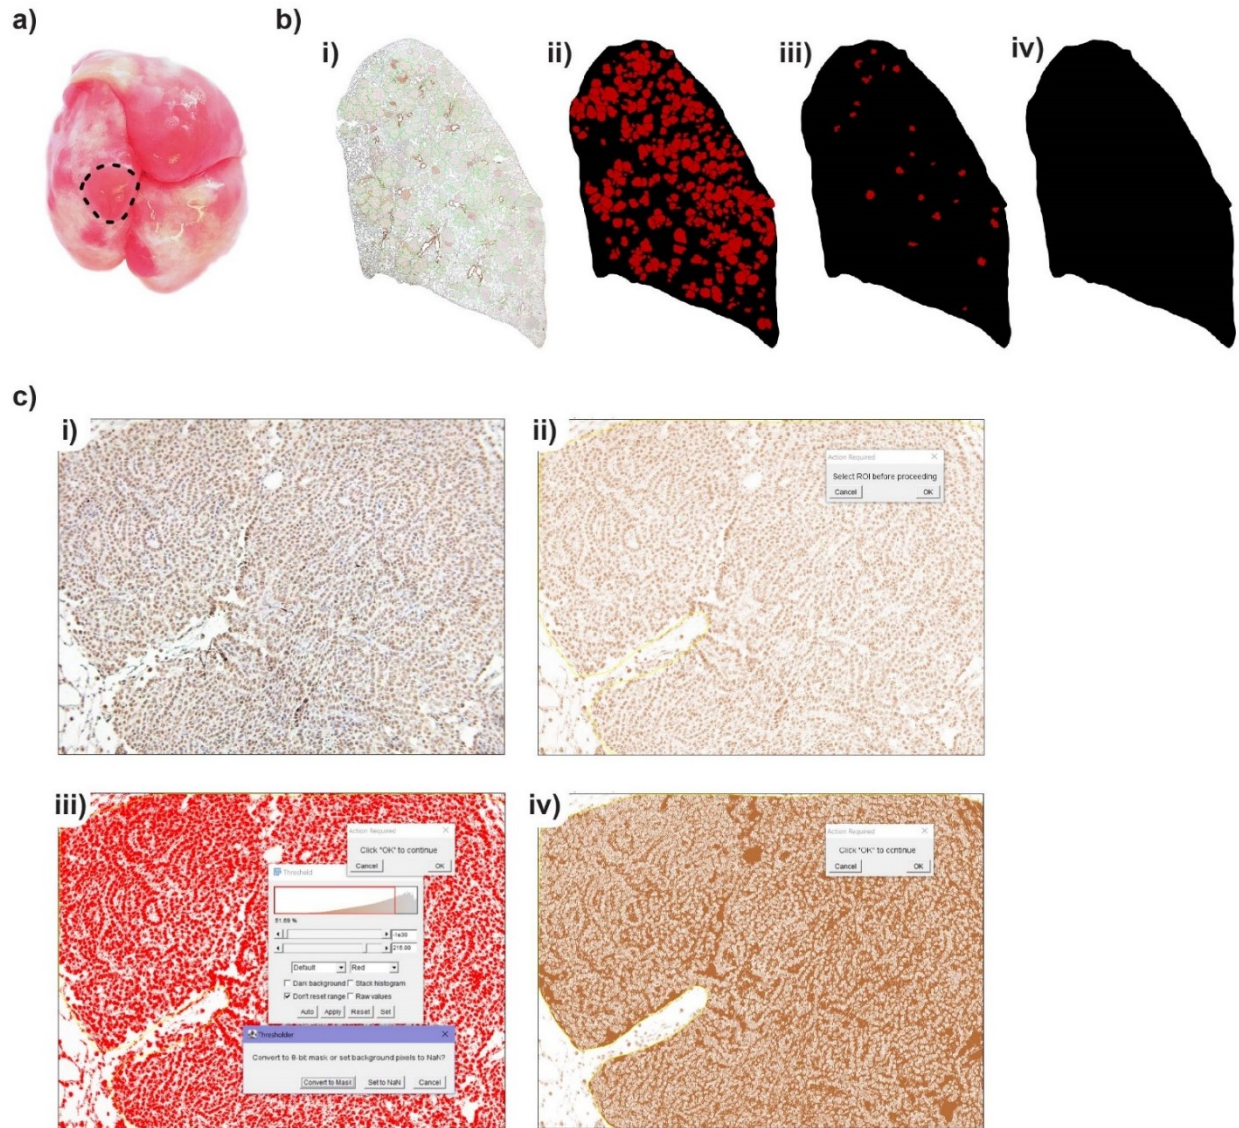 a)
b)
i)
ii)
iii)
iv)
c)
i)
ii)
Action Required
Select ROI before proceeding
Cancel
OK
iii)
Action Required
Click "OK" to continue
Cancel
OK
Threshold
51.59 %
-1e30
215.00
Default
Red
Dark background
Stack histogram
Don't reset range
Raw values
Auto
Apply
Reset
Set
Thresholder
Convert to 8-bit mask or set background pixels to NaN?
Convert to Mask
Set to NaN
Cancel
iv)
Action Required
Click "OK" to continue
Cancel
OK